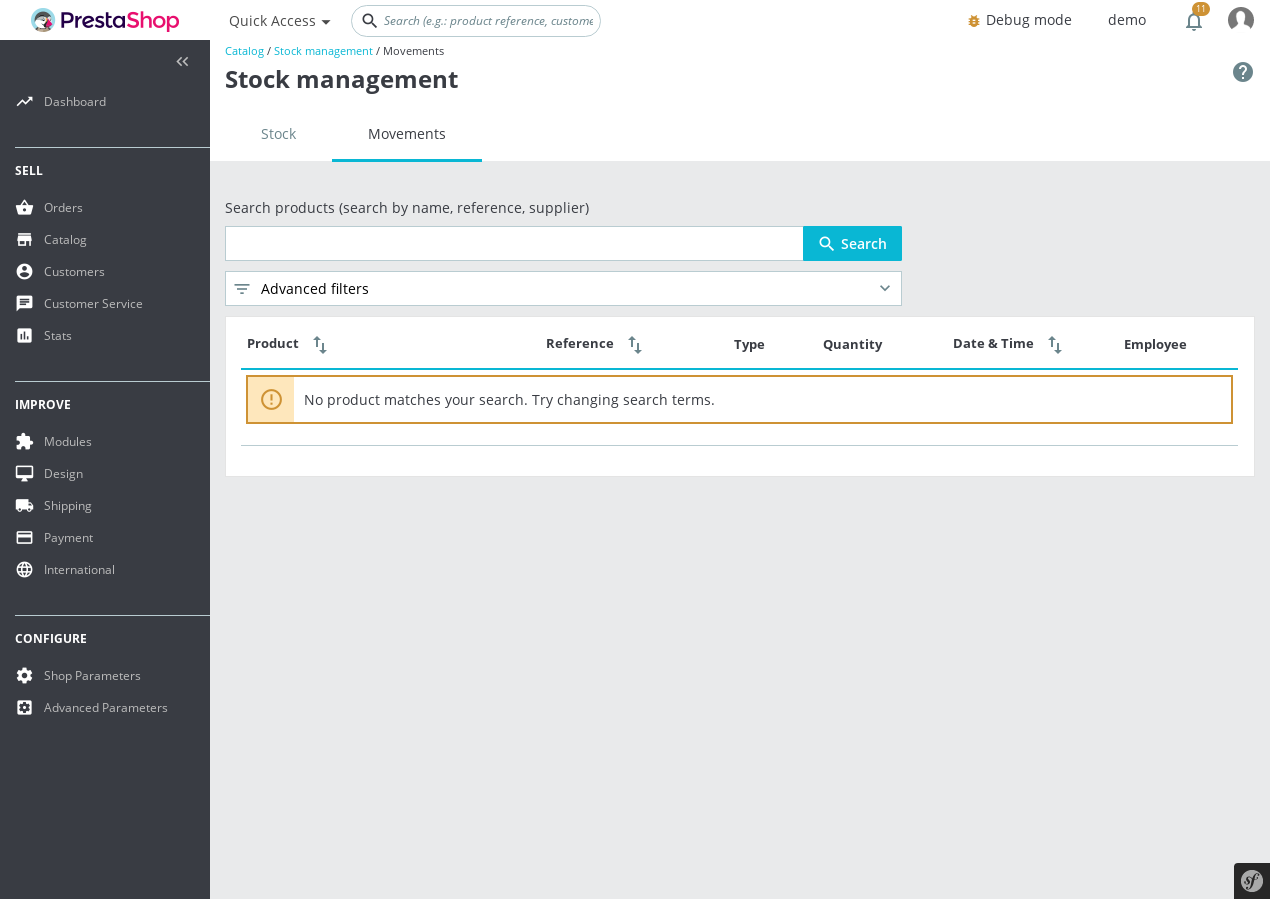 PrestaShop
Quick Access
Search (e.g.: product reference, custome
Debug mode
demo
11
Catalog / Stock management / Movements
Stock management
Stock
Movements
Dashboard
SELL
Orders
Catalog
Customers
Customer Service
Stats
IMPROVE
Modules
Design
Shipping
Payment
International
CONFIGURE
Shop Parameters
Advanced Parameters
Search products (search by name, reference, supplier)
Search
Advanced filters
Product Reference Type Quantity Date & Time Employee
No product matches your search. Try changing search terms.
sf